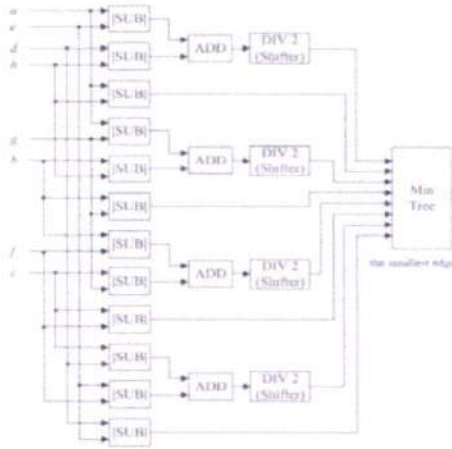 a
|SUB|
e
d
|SUB|
ADD
DIV 2
(Shifter)
h
|SUB|
|SUB|
g
b
|SUB|
ADD
DIV 2
(Shifter)
Min
Tree
|SUB|
|SUB|
f
the smallest edge
c
|SUB|
ADD
DIV 2
(Shifter)
|SUB|
|SUB|
|SUB|
ADD
DIV 2
(Shifter)
|SUB|